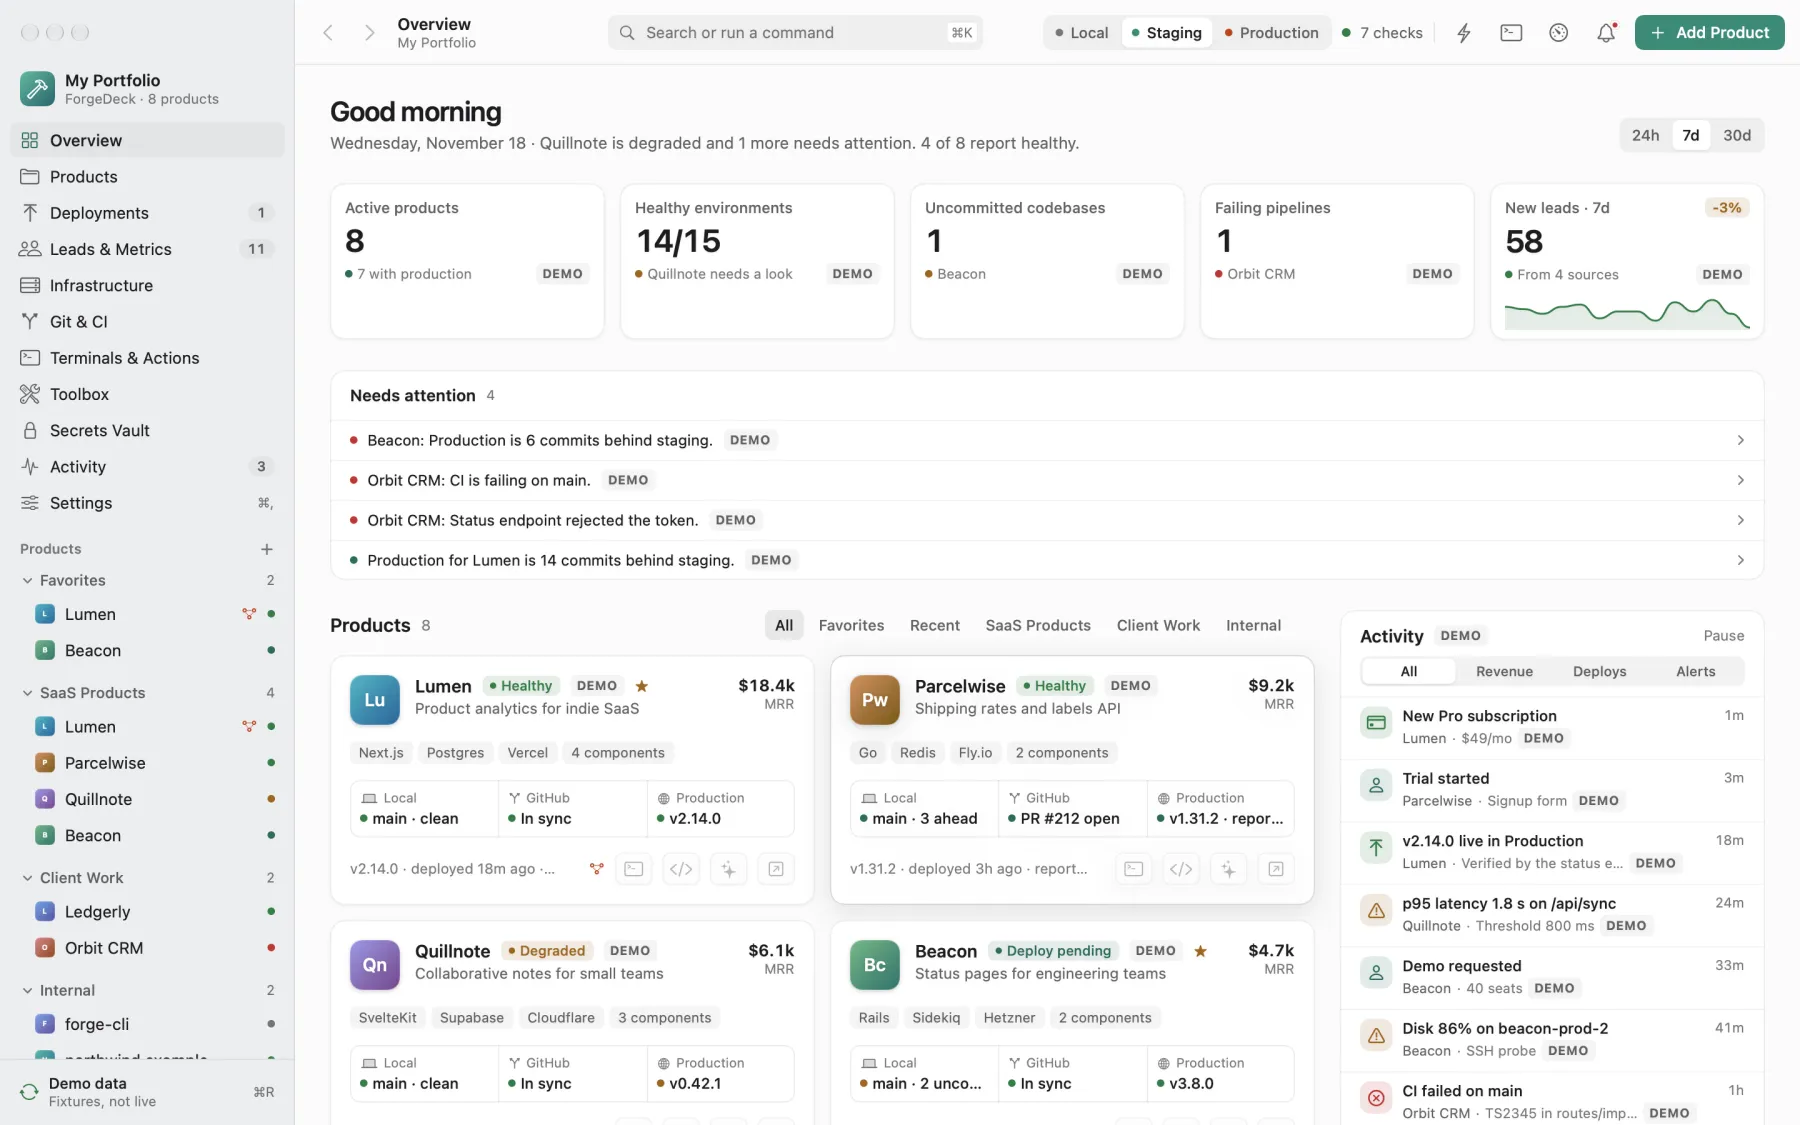 My Portfolio
ForgeDeck · 8 products
Overview
Products
Deployments 1
Leads & Metrics 11
Infrastructure
Git & CI
Terminals & Actions
Toolbox
Secrets Vault
Activity 3
Settings ⌘,
Products +
Favorites 2
L Lumen
B Beacon
SaaS Products 4
L Lumen
P Parcelwise
Q Quillnote
B Beacon
Client Work 2
L Ledgerly
O Orbit CRM
Internal 2
F forge-cli
Demo data
Fixtures, not live
⌘R
Overview
My Portfolio
Search or run a command ⌘K
Local Staging Production 7 checks
+ Add Product
Good morning
Wednesday, November 18 · Quillnote is degraded and 1 more needs attention. 4 of 8 report healthy.
24h 7d 30d
Active products
8
7 with production DEMO
Healthy environments
14/15
Quillnote needs a look DEMO
Uncommitted codebases
1
Beacon DEMO
Failing pipelines
1
Orbit CRM DEMO
New leads · 7d -3%
58
From 4 sources DEMO
Needs attention 4
Beacon: Production is 6 commits behind staging. DEMO
Orbit CRM: CI is failing on main. DEMO
Orbit CRM: Status endpoint rejected the token. DEMO
Production for Lumen is 14 commits behind staging. DEMO
Products 8
All Favorites Recent SaaS Products Client Work Internal
Lu Lumen Healthy DEMO ★ $18.4k
Product analytics for indie SaaS MRR
Next.js Postgres Vercel 4 components
Local GitHub Production
main · clean In sync v2.14.0
v2.14.0 · deployed 18m ago ·...
Pw Parcelwise Healthy DEMO $9.2k
Shipping rates and labels API MRR
Go Redis Fly.io 2 components
Local GitHub Production
main · 3 ahead PR #212 open v1.31.2 · repor...
v1.31.2 · deployed 3h ago · report...
Qn Quillnote Degraded DEMO $6.1k
Collaborative notes for small teams MRR
SvelteKit Supabase Cloudflare 3 components
Local GitHub Production
main · clean In sync v0.42.1
Bc Beacon Deploy pending DEMO ★ $4.7k
Status pages for engineering teams MRR
Rails Sidekiq Hetzner 2 components
Local GitHub Production
main · 2 unco... In sync v3.8.0
Activity DEMO Pause
All Revenue Deploys Alerts
New Pro subscription 1m
Lumen · $49/mo DEMO
Trial started 3m
Parcelwise · Signup form DEMO
v2.14.0 live in Production 18m
Lumen · Verified by the status e... DEMO
p95 latency 1.8 s on /api/sync 24m
Quillnote · Threshold 800 ms DEMO
Demo requested 33m
Beacon · 40 seats DEMO
Disk 86% on beacon-prod-2 41m
Beacon · SSH probe DEMO
CI failed on main 1h
Orbit CRM · TS2345 in routes/imp... DEMO